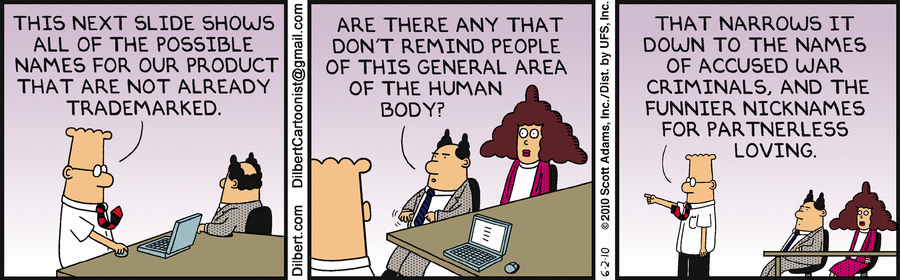 THIS NEXT SLIDE SHOWS
ALL OF THE POSSIBLE
NAMES FOR OUR PRODUCT
THAT ARE NOT ALREADY
TRADEMARKED.
Dilbert.com DilbertCartoonist@gmail.com
ARE THERE ANY THAT
DON'T REMIND PEOPLE
OF THIS GENERAL AREA
OF THE HUMAN
BODY?
6-2-10 ©2010 Scott Adams, Inc./Dist. by UFS, Inc.
THAT NARROWS IT
DOWN TO THE NAMES
OF ACCUSED WAR
CRIMINALS, AND THE
FUNNIER NICKNAMES
FOR PARTNERLESS
LOVING.